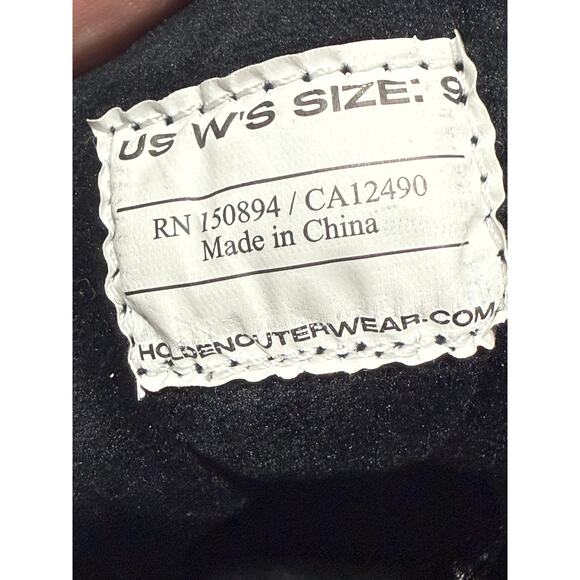 US W'S SIZE: 9
RN 150894 / CA12490
Made in China
HOLDENOUTERWEAR.COM